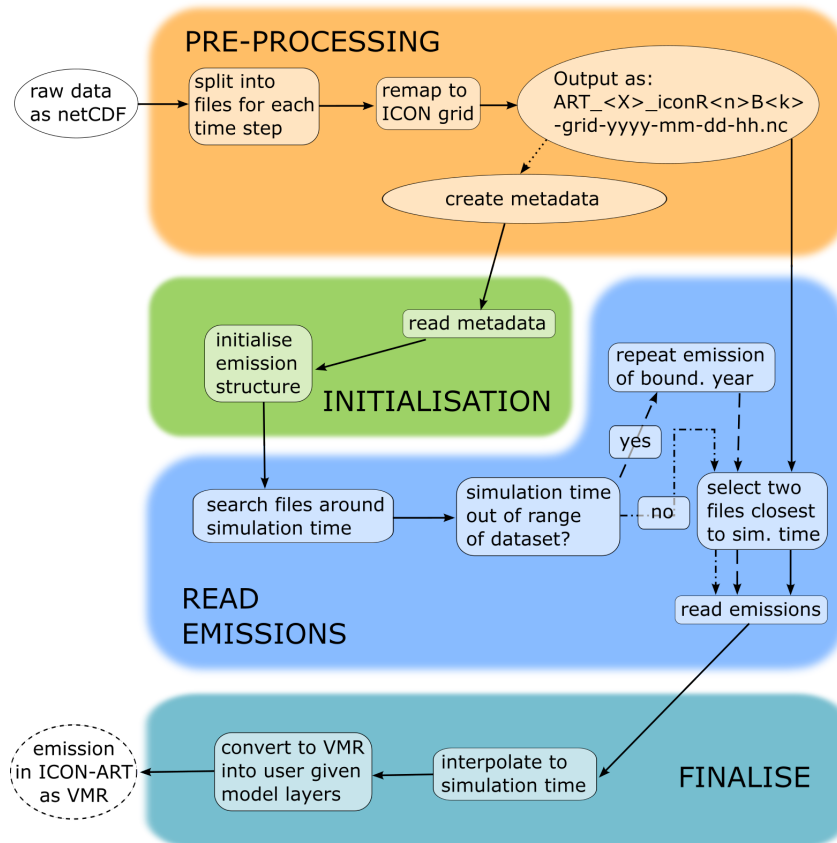 PRE-PROCESSING
raw data
as netCDF
split into
files for each
time step
remap to
ICON grid
Output as:
ART_<X>_iconR<n>B<k>
-grid-yyyy-mm-dd-hh.nc
create metadata
read metadata
initialise
emission
structure
INITIALISATION
repeat emission
of bound. year
yes
search files around
simulation time
simulation time
out of range
of dataset?
no
select two
files closest
to sim. time
READ
EMISSIONS
read emissions
emission
in ICON-ART
as VMR
convert to VMR
into user given
model layers
interpolate to
simulation time
FINALISE